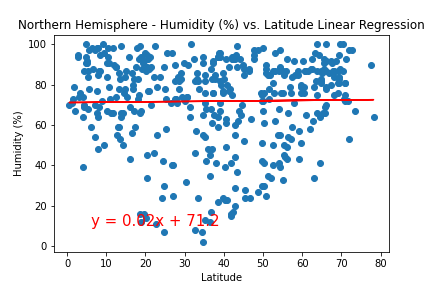 Northern Hemisphere - Humidity (%) vs. Latitude Linear Regression
100
80
60
40
20
0
Humidity (%)
y = 0.02x + 71.2
0 10 20 30 40 50 60 70 80
Latitude